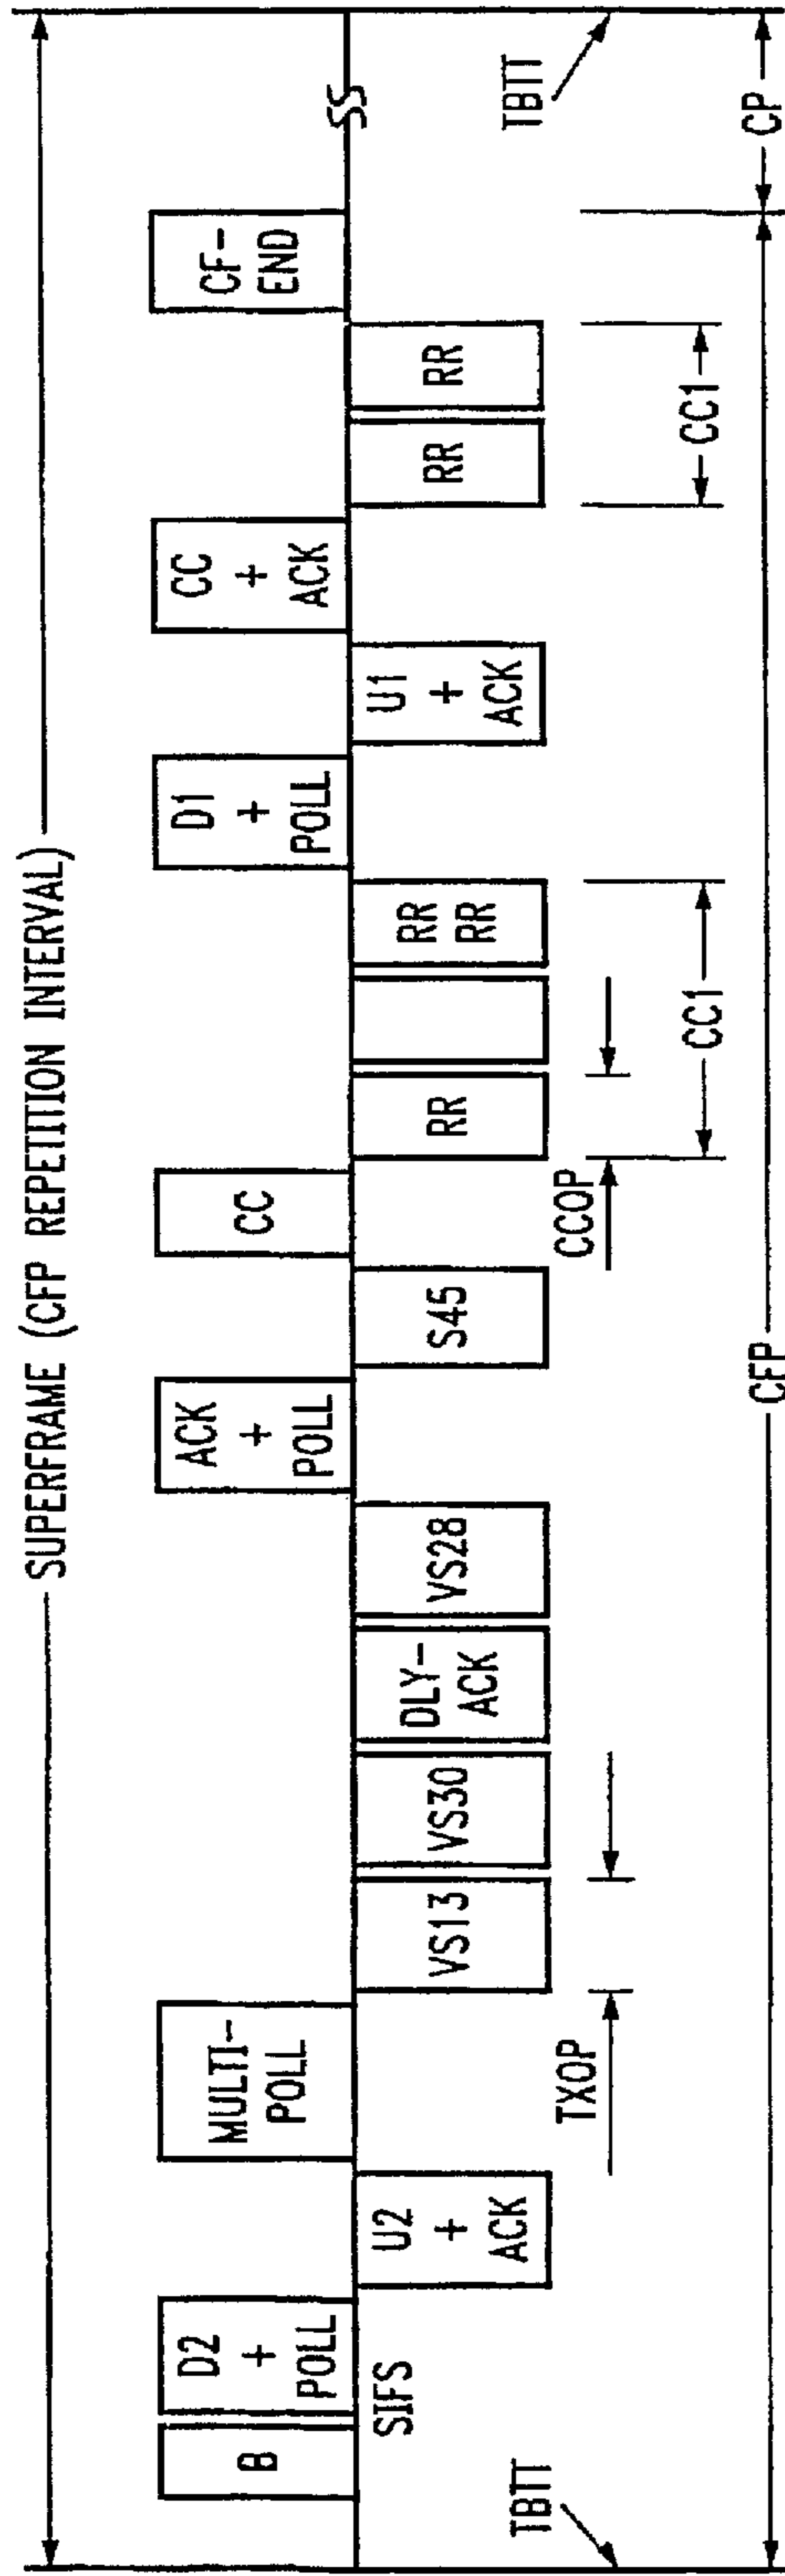 SUPERFRAME (CFP REPETITION INTERVAL)
B
D2
+
POLL
SIFS
U2
+
ACK
MULTI-
POLL
VS13
VS30
DLY-
ACK
VS28
ACK
+
POLL
S45
CC
RR
RR
RR
D1
+
POLL
U1
+
ACK
CC
+
ACK
RR
RR
CF-
END
SS
TBTT
TXOP
CCOP
CC1
CC1
TBTT
CFP
CP